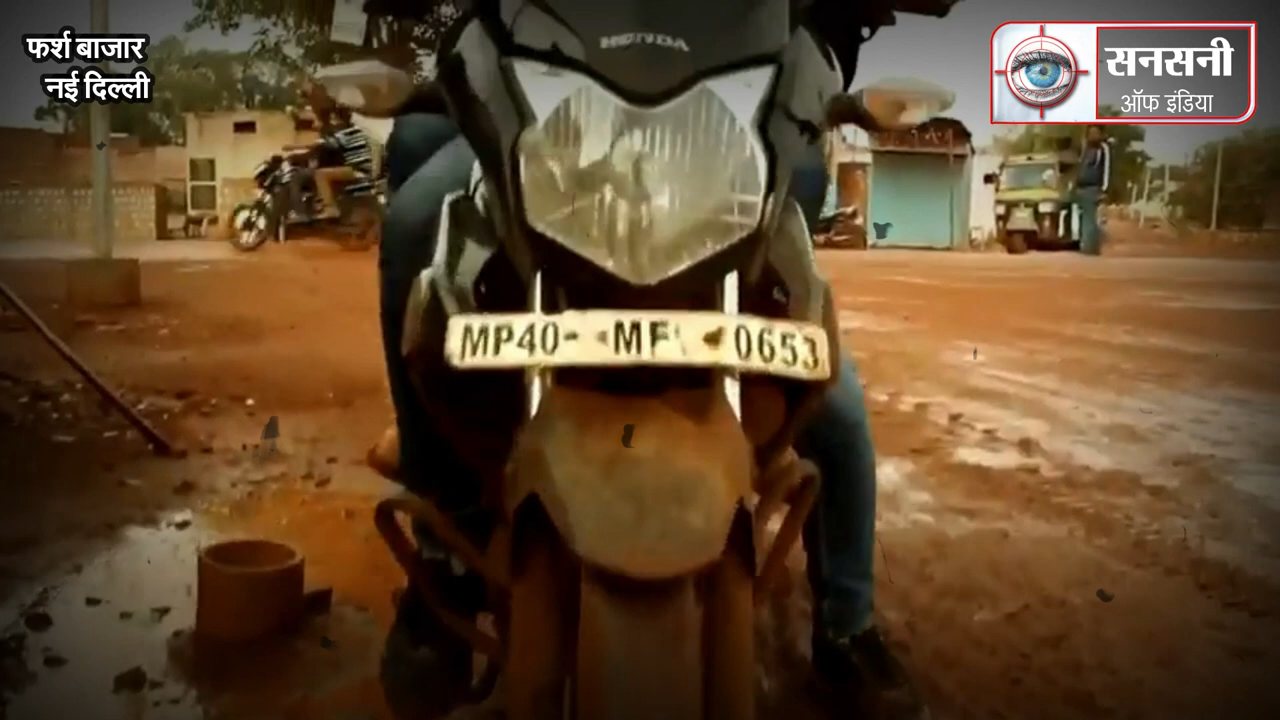 फर्श बाजार
नई दिल्ली
सनसनी
ऑफ इंडिया
HONDA
MP40- MF 0653